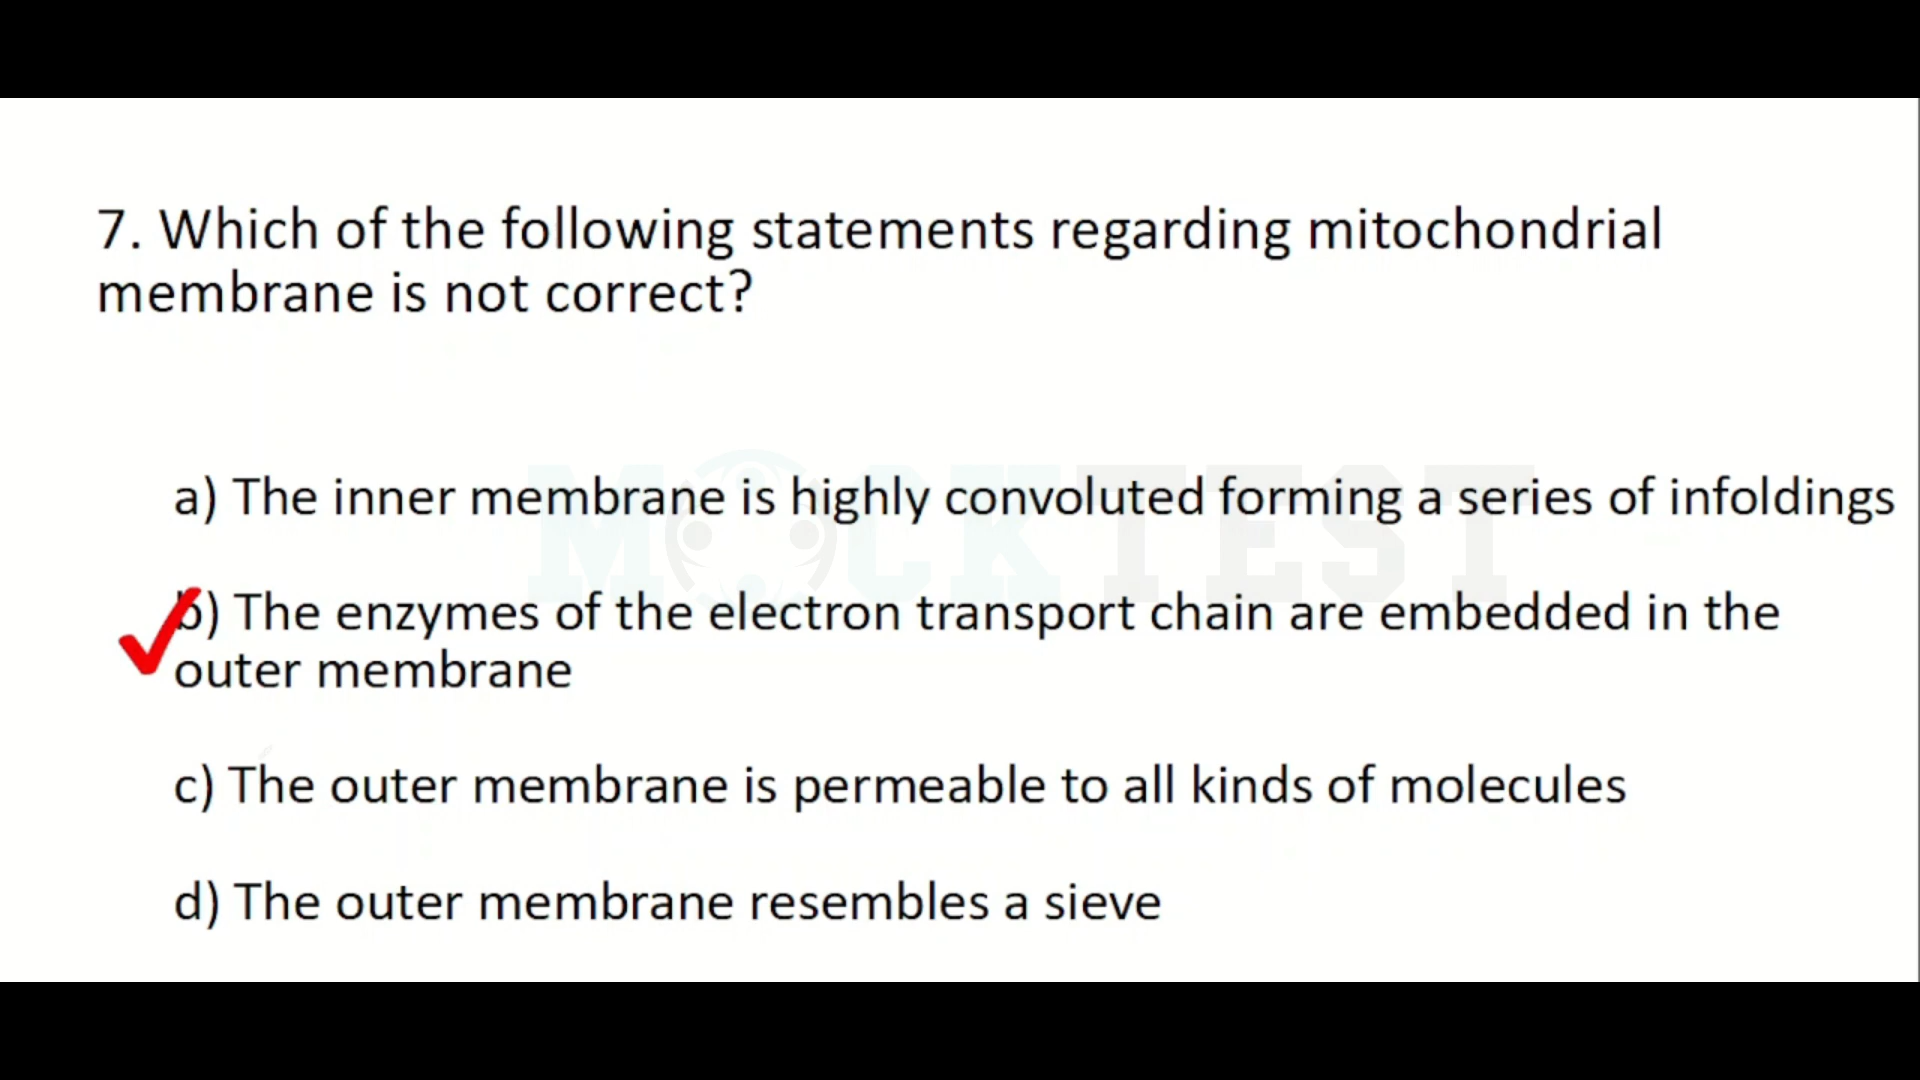 7. Which of the following statements regarding mitochondrial
membrane is not correct?
MOCKTEST
a) The inner membrane is highly convoluted forming a series of infoldings
b) The enzymes of the electron transport chain are embedded in the
outer membrane
c) The outer membrane is permeable to all kinds of molecules
d) The outer membrane resembles a sieve